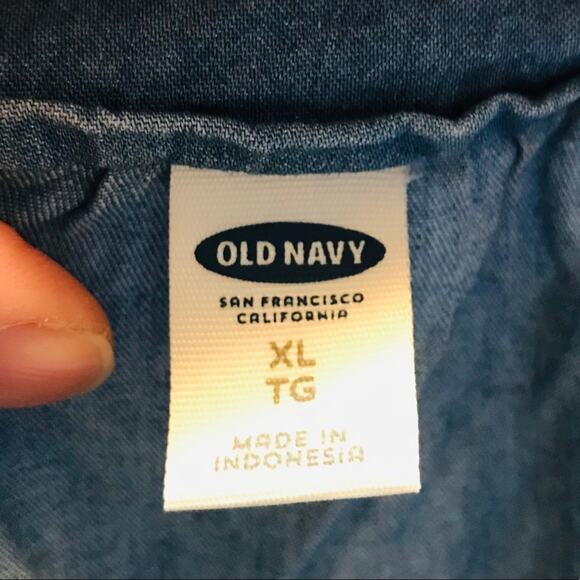 OLD NAVY
SAN FRANCISCO
CALIFORNIA
XL
TG
MADE IN
INDONESIA